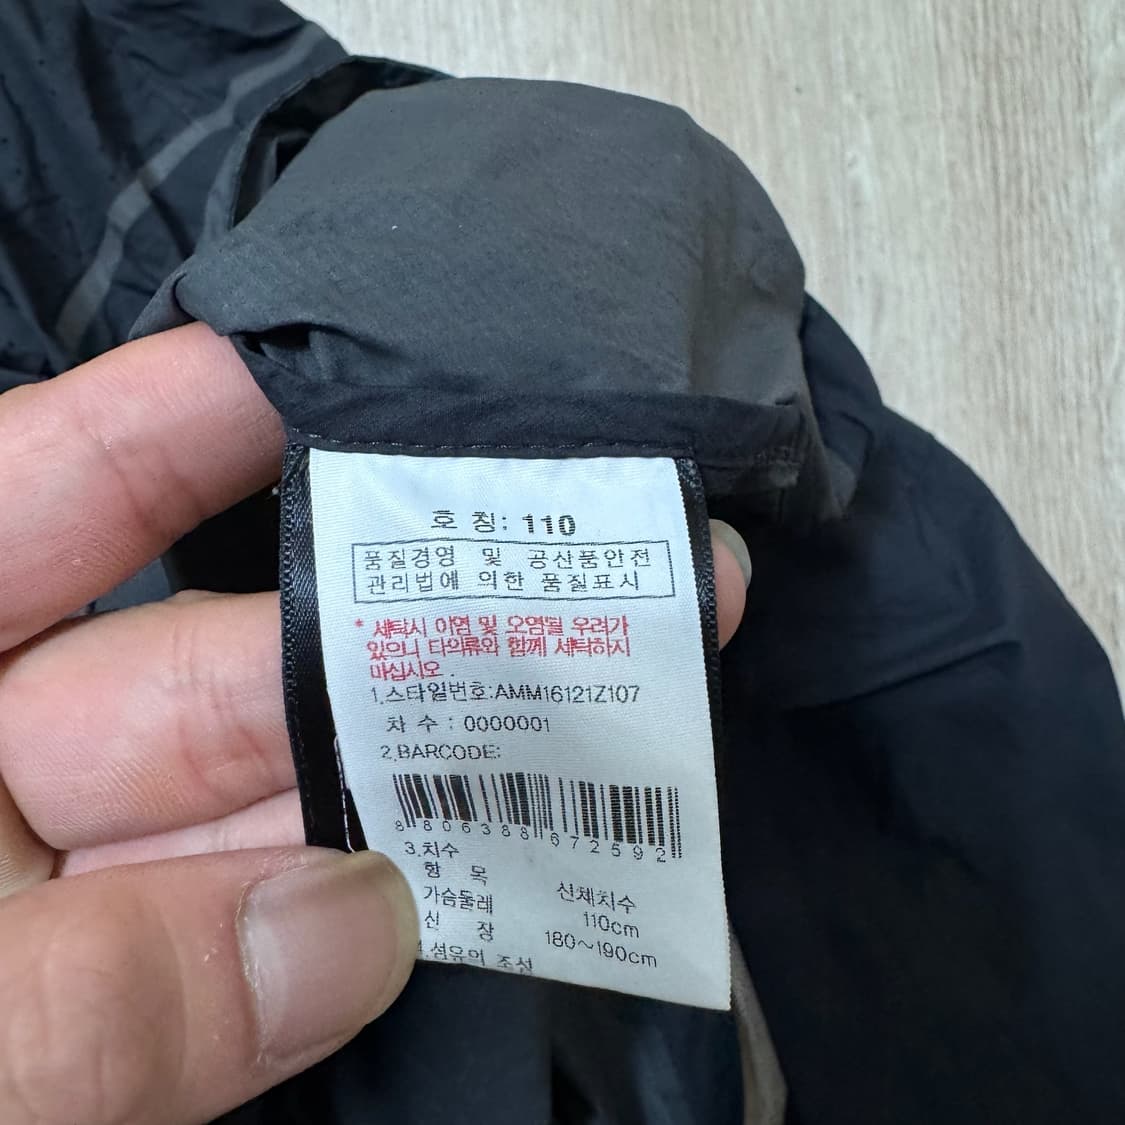 호 칭: 110
품질경영 및 공산품안전
관리법에 의한 품질표시
* 세탁시 이염 및 오염될 우려가
있으니 타의류와 함께 세탁하지
마십시오 .
1.스타일번호:AMM16121Z107
차 수 : 0000001
2.BARCODE:
8 806388 672592
3.치수
항 목 신체치수
가슴둘레 110cm
신 장 180~190cm
4.섬유의 조성